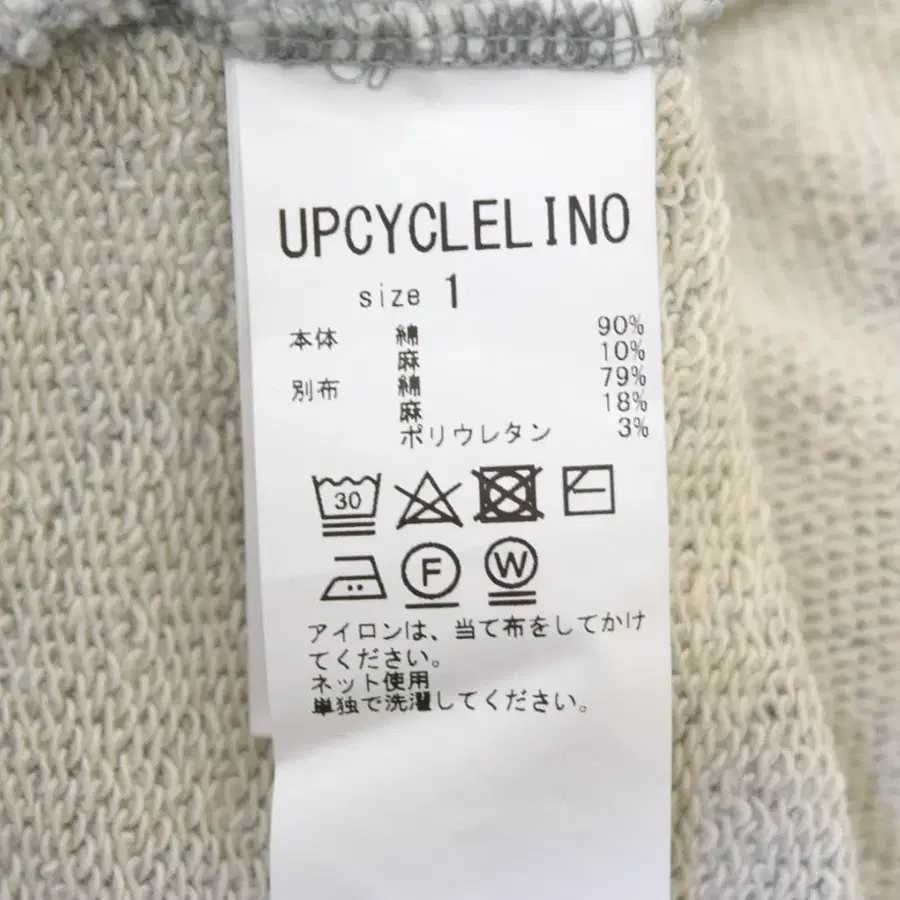 UPCYCLELINO
size 1
本体 綿 90%
麻 10%
別布 綿 79%
麻 18%
ポリウレタン 3%
30
F W
アイロンは、当て布をしてかけ
てください。
ネット使用
単独で洗濯してください。